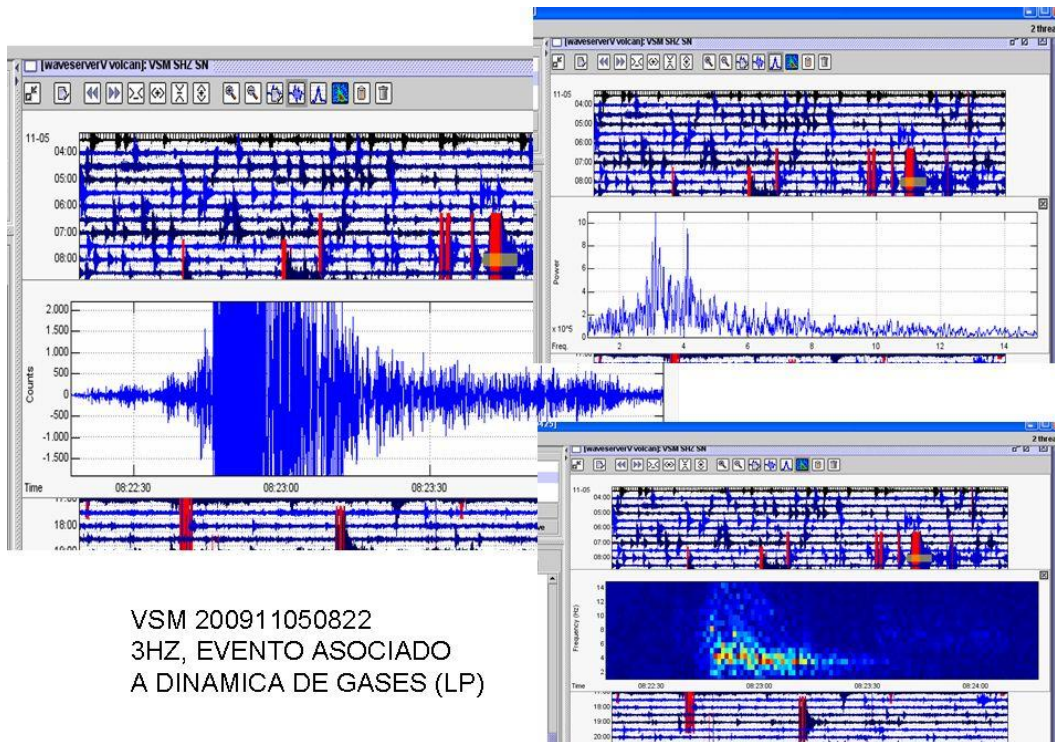 [waveserverV volcan]: VSM SHZ SN
11-05
04:00
05:00
06:00
07:00
08:00
2.000
1.500
1.000
500
0
-500
-1.000
-1.500
Counts
Time 08:22:30 08:23:00 08:23:30
18:00
2 threa
[waveserverV volcan]: VSM SHZ SN
11-05
04:00
05:00
06:00
07:00
08:00
10
8
6
4
2
0
Power
x 10^5
Freq. 2 4 6 8 10 12 14
2 threa
[waveserverV volcan]: VSM SHZ SN
11-05
04:00
05:00
06:00
07:00
08:00
14
12
10
8
6
4
2
Frequency (Hz)
Time 08:22:30 08:23:00 08:23:30 08:24:00
18:00
19:00
20:00
VSM 200911050822
3HZ, EVENTO ASOCIADO
A DINAMICA DE GASES (LP)